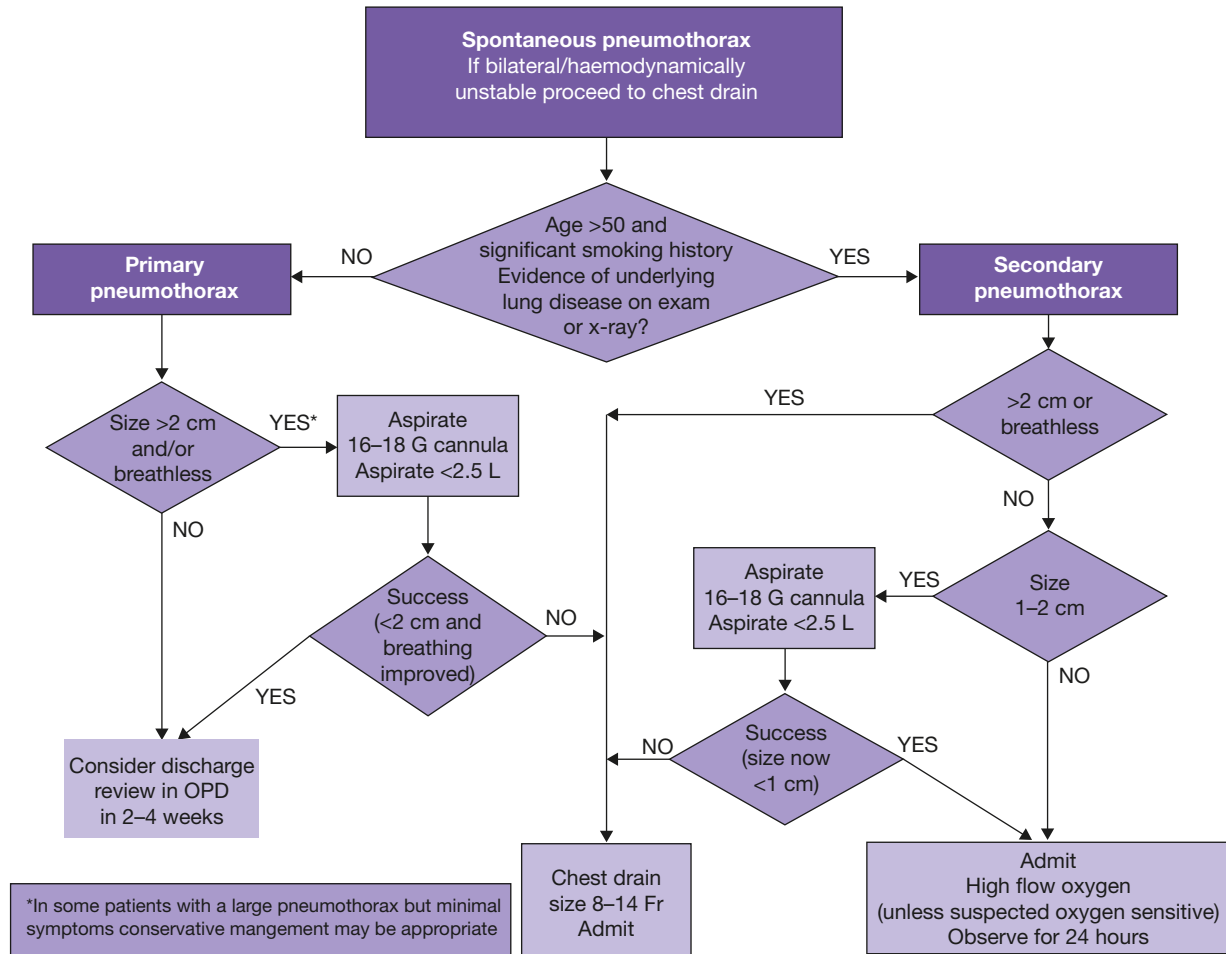 Spontaneous pneumothorax
If bilateral/haemodynamically
unstable proceed to chest drain
Age >50 and
significant smoking history
Evidence of underlying
lung disease on exam
or x-ray?
NO
YES
Primary
pneumothorax
Secondary
pneumothorax
Size >2 cm
and/or
breathless
YES*
Aspirate
16–18 G cannula
Aspirate <2.5 L
YES
>2 cm or
breathless
NO
NO
Success
(<2 cm and
breathing
improved)
NO
YES
Aspirate
16–18 G cannula
Aspirate <2.5 L
YES
Size
1–2 cm
NO
Success
(size now
<1 cm)
NO
YES
Consider discharge
review in OPD
in 2–4 weeks
Chest drain
size 8–14 Fr
Admit
Admit
High flow oxygen
(unless suspected oxygen sensitive)
Observe for 24 hours
*In some patients with a large pneumothorax but minimal
symptoms conservative mangement may be appropriate